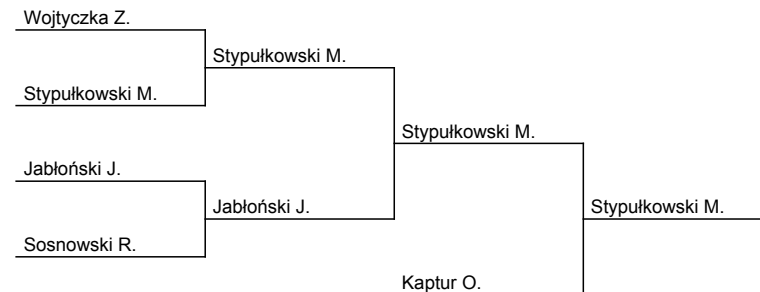 Wojtyczka Z.
Stypułkowski M.
Stypułkowski M.
Stypułkowski M.
Jabłoński J.
Jabłoński J.
Stypułkowski M.
Sosnowski R.
Kaptur O.